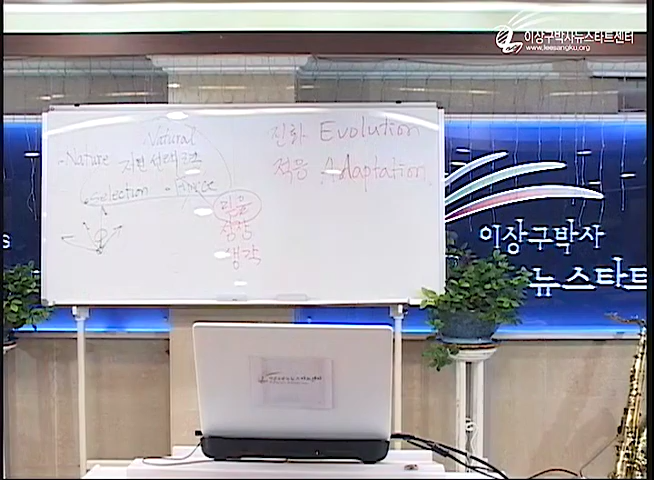 이상구박사뉴스타트센터
www.leesangku.org
Natural
Nature 자연선택
Selection - Force
진화 Evolution
적응 Adaptation
성장
생각
이상구박사
뉴스타트
s